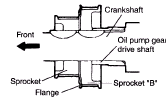 Crankshaft
Front
Oil pump gear
drive shaft
Sprocket
Sprocket "B"
Flange